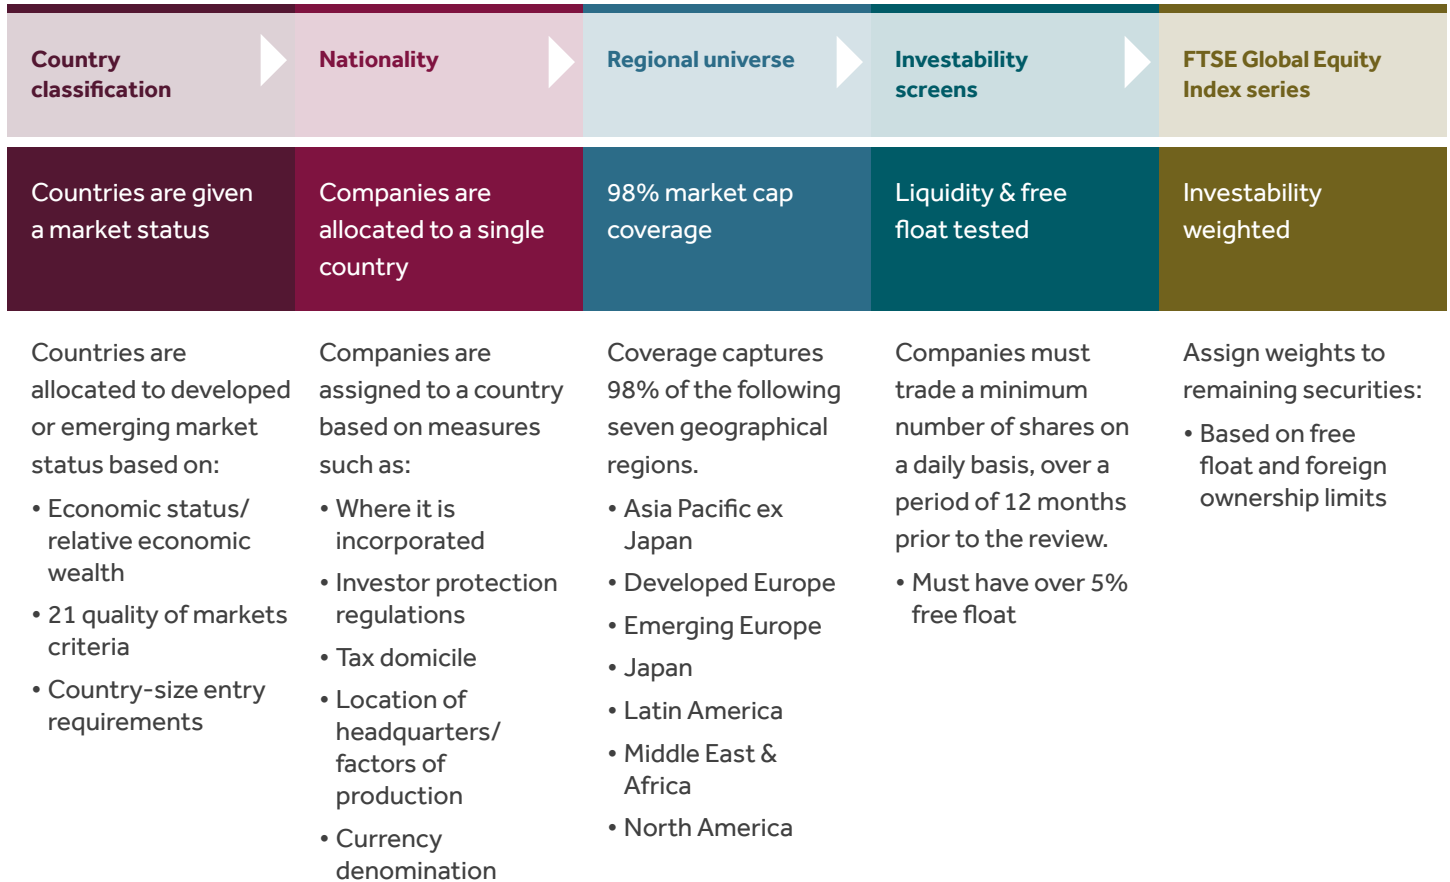 Country
classification
Nationality
Regional universe
Investability
screens
FTSE Global Equity
Index series
Countries are given
a market status
Companies are
allocated to a single
country
98% market cap
coverage
Liquidity & free
float tested
Investability
weighted
Countries are
allocated to developed
or emerging market
status based on:
• Economic status/
relative economic
wealth
• 21 quality of markets
criteria
• Country-size entry
requirements
Companies are
assigned to a country
based on measures
such as:
• Where it is
incorporated
• Investor protection
regulations
• Tax domicile
• Location of
headquarters/
factors of
production
• Currency
denomination
Coverage captures
98% of the following
seven geographical
regions.
• Asia Pacific ex
Japan
• Developed Europe
• Emerging Europe
• Japan
• Latin America
• Middle East &
Africa
• North America
Companies must
trade a minimum
number of shares on
a daily basis, over a
period of 12 months
prior to the review.
• Must have over 5%
free float
Assign weights to
remaining securities:
• Based on free
float and foreign
ownership limits